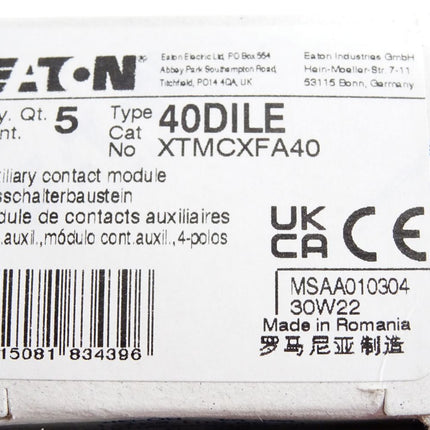 EATON®
Eaton Electric Ltd, PO Box 554
Abbey Park Southampton Road,
Titchfield, PO14 4QA, UK
Eaton Industries GmbH
Hein-Moeller-Str. 7-11
53115 Bonn, Germany
y. Qt. 5
nt.
Type 40DILE
Cat
No XTMCXFA40
iliary contact module
sschalterbaustein
dule de contacts auxiliaires
.auxil.,módulo cont.auxil.,4-polos
UK
CA CE
MSAA010304
30W22
Made in Romania
罗马尼亚 制造
15081 834396